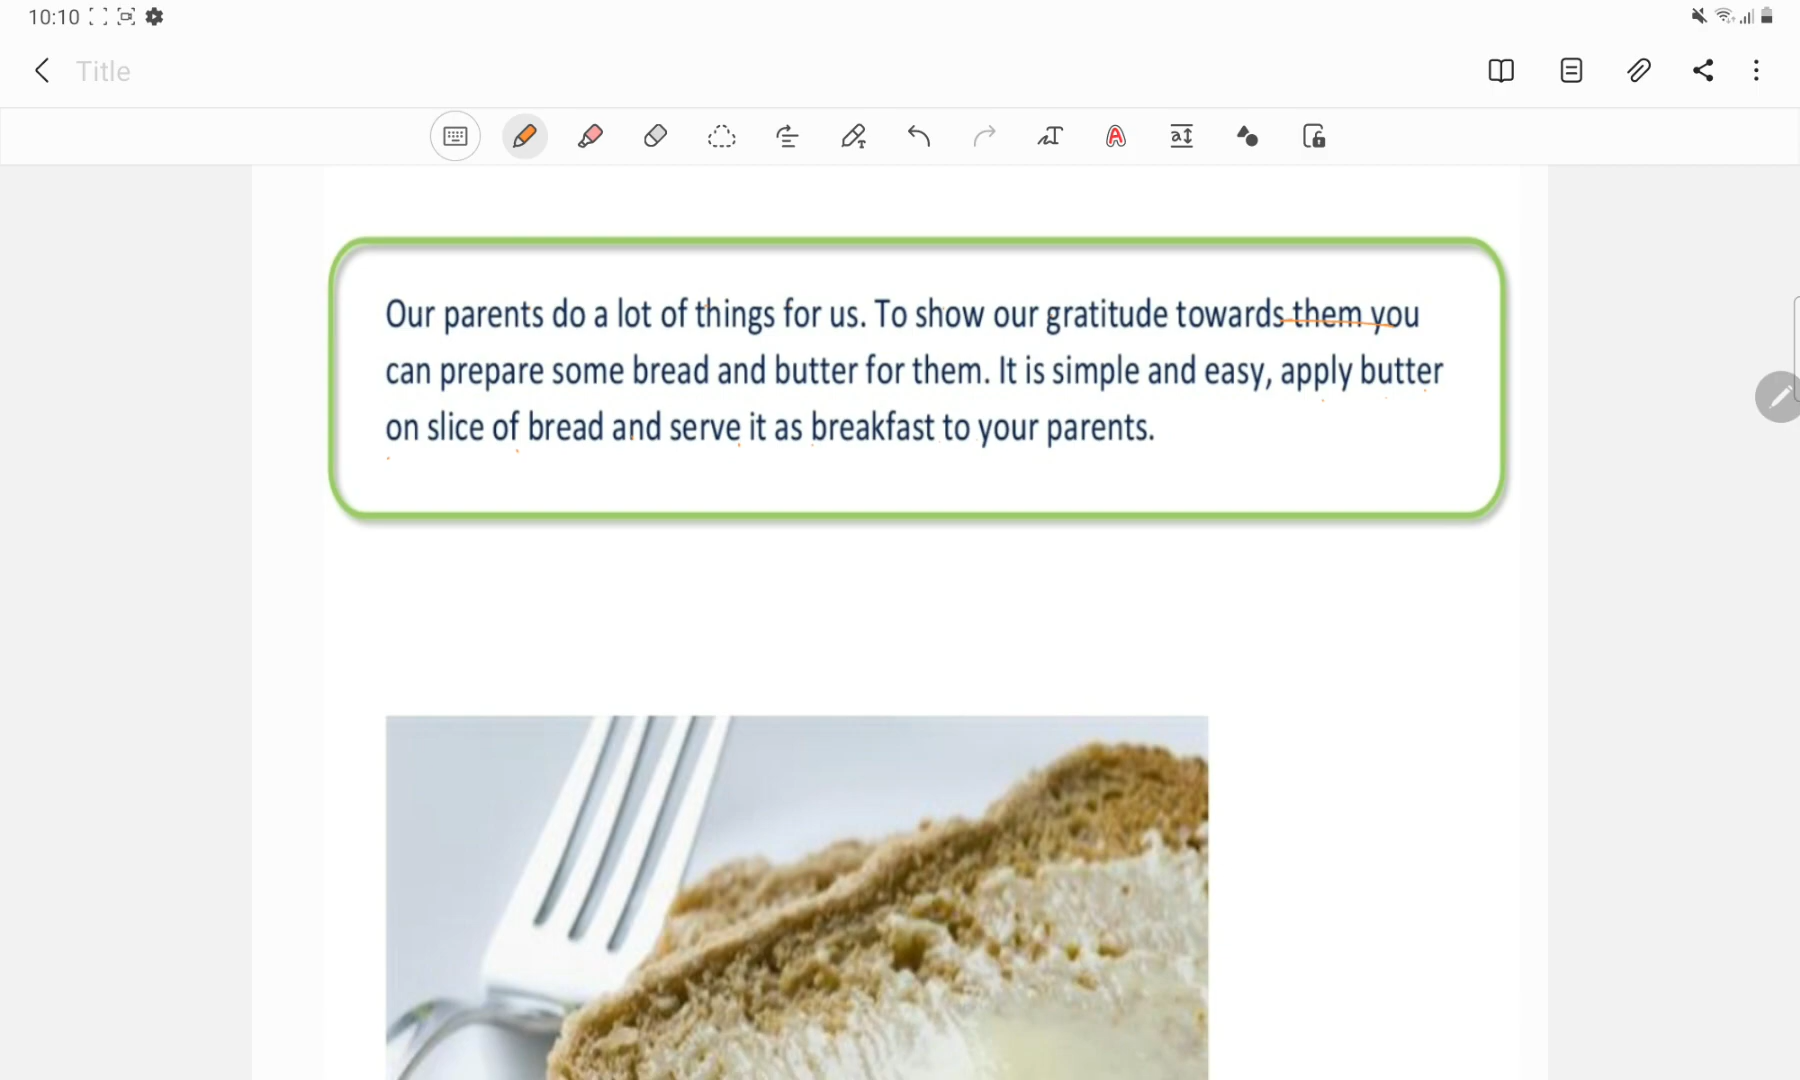 10:10
Title
Our parents do a lot of things for us. To show our gratitude towards them you
can prepare some bread and butter for them. It is simple and easy, apply butter
on slice of bread and serve it as breakfast to your parents.